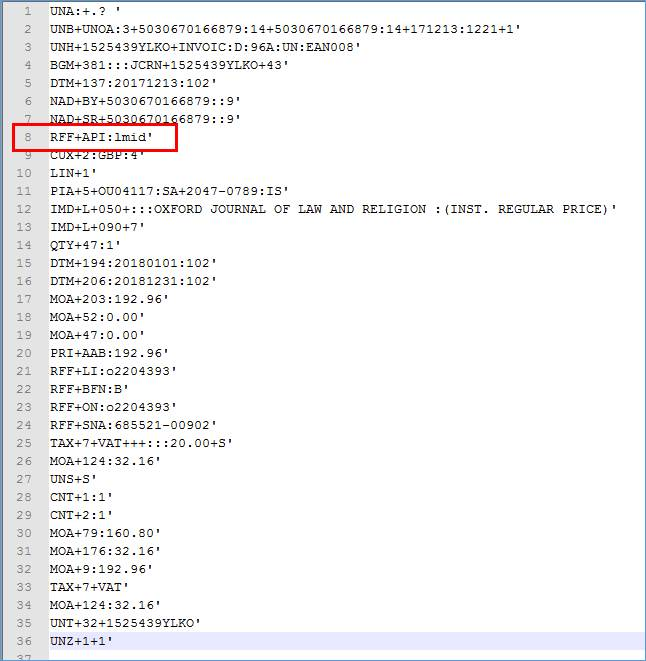 1 UNA:+.? '
2 UNB+UNOA:3+5030670166879:14+5030670166879:14+171213:1221+1'
3 UNH+1525439YLKO+INVOIC:D:96A:UN:EAN008'
4 BGM+381:::JCRN+1525439YLKO+43'
5 DTM+137:20171213:102'
6 NAD+BY+5030670166879::9'
7 NAD+SR+5030670166879::9'
8 RFF+API:lmid'
9 CUX+2:GBP:4'
10 LIN+1'
11 PIA+5+OU04117:SA+2047-0789:IS'
12 IMD+L+050+:::OXFORD JOURNAL OF LAW AND RELIGION :(INST. REGULAR PRICE)'
13 IMD+L+090+7'
14 QTY+47:1'
15 DTM+194:20180101:102'
16 DTM+206:20181231:102'
17 MOA+203:192.96'
18 MOA+52:0.00'
19 MOA+47:0.00'
20 PRI+AAB:192.96'
21 RFF+LI:o2204393'
22 RFF+BFN:B'
23 RFF+ON:o2204393'
24 RFF+SNA:685521-00902'
25 TAX+7+VAT+++:::20.00+S'
26 MOA+124:32.16'
27 UNS+S'
28 CNT+1:1'
29 CNT+2:1'
30 MOA+79:160.80'
31 MOA+176:32.16'
32 MOA+9:192.96'
33 TAX+7+VAT'
34 MOA+124:32.16'
35 UNT+32+1525439YLKO'
36 UNZ+1+1'
37